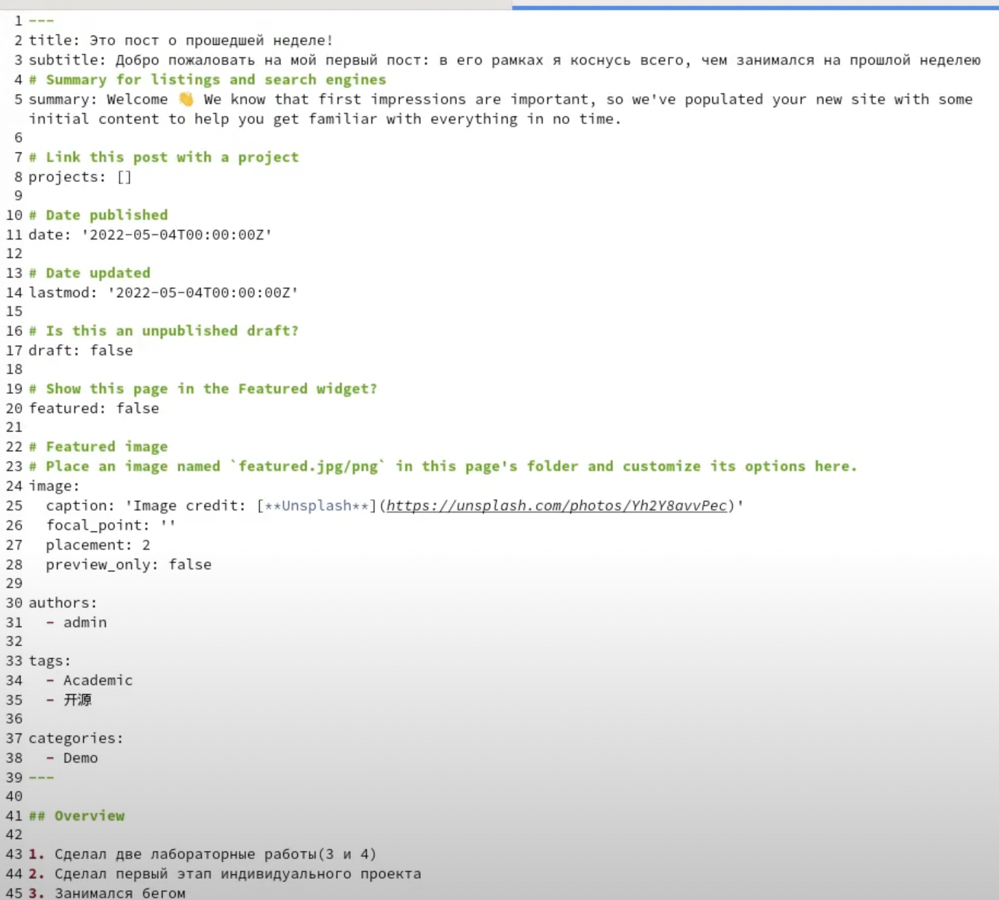 1 ---
2 title: Это пост о прошедшей неделе!
3 subtitle: Добро пожаловать на мой первый пост: в его рамках я коснусь всего, чем занимался на прошлой неделею
4 # Summary for listings and search engines
5 summary: Welcome 👋 We know that first impressions are important, so we've populated your new site with some
initial content to help you get familiar with everything in no time.
6
7 # Link this post with a project
8 projects: []
9
10 # Date published
11 date: '2022-05-04T00:00:00Z'
12
13 # Date updated
14 lastmod: '2022-05-04T00:00:00Z'
15
16 # Is this an unpublished draft?
17 draft: false
18
19 # Show this page in the Featured widget?
20 featured: false
21
22 # Featured image
23 # Place an image named `featured.jpg/png` in this page's folder and customize its options here.
24 image:
25   caption: 'Image credit: [**Unsplash**](https://unsplash.com/photos/Yh2Y8avvPec)'
26   focal_point: ''
27   placement: 2
28   preview_only: false
29
30 authors:
31   - admin
32
33 tags:
34   - Academic
35   - 开源
36
37 categories:
38   - Demo
39 ---
40
41 ## Overview
42
43 1. Сделал две лабораторные работы(3 и 4)
44 2. Сделал первый этап индивидуального проекта
45 3. Занимался бегом